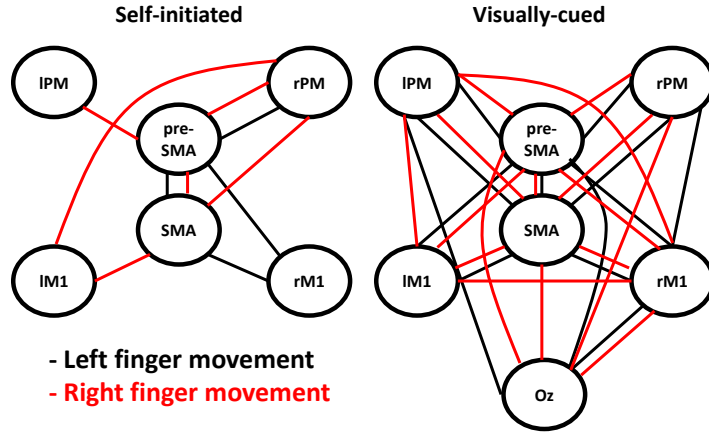 Self-initiated
Visually-cued
lPM
rPM
pre-
SMA
SMA
lM1
rM1
lPM
rPM
pre-
SMA
SMA
lM1
rM1
Oz
- Left finger movement
- Right finger movement